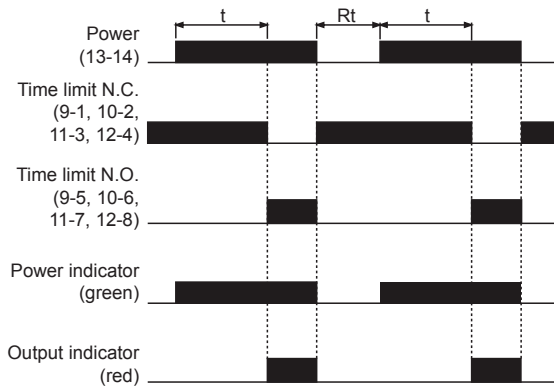 t Rt t
Power
(13-14)
Time limit N.C.
(9-1, 10-2,
11-3, 12-4)
Time limit N.O.
(9-5, 10-6,
11-7, 12-8)
Power indicator
(green)
Output indicator
(red)